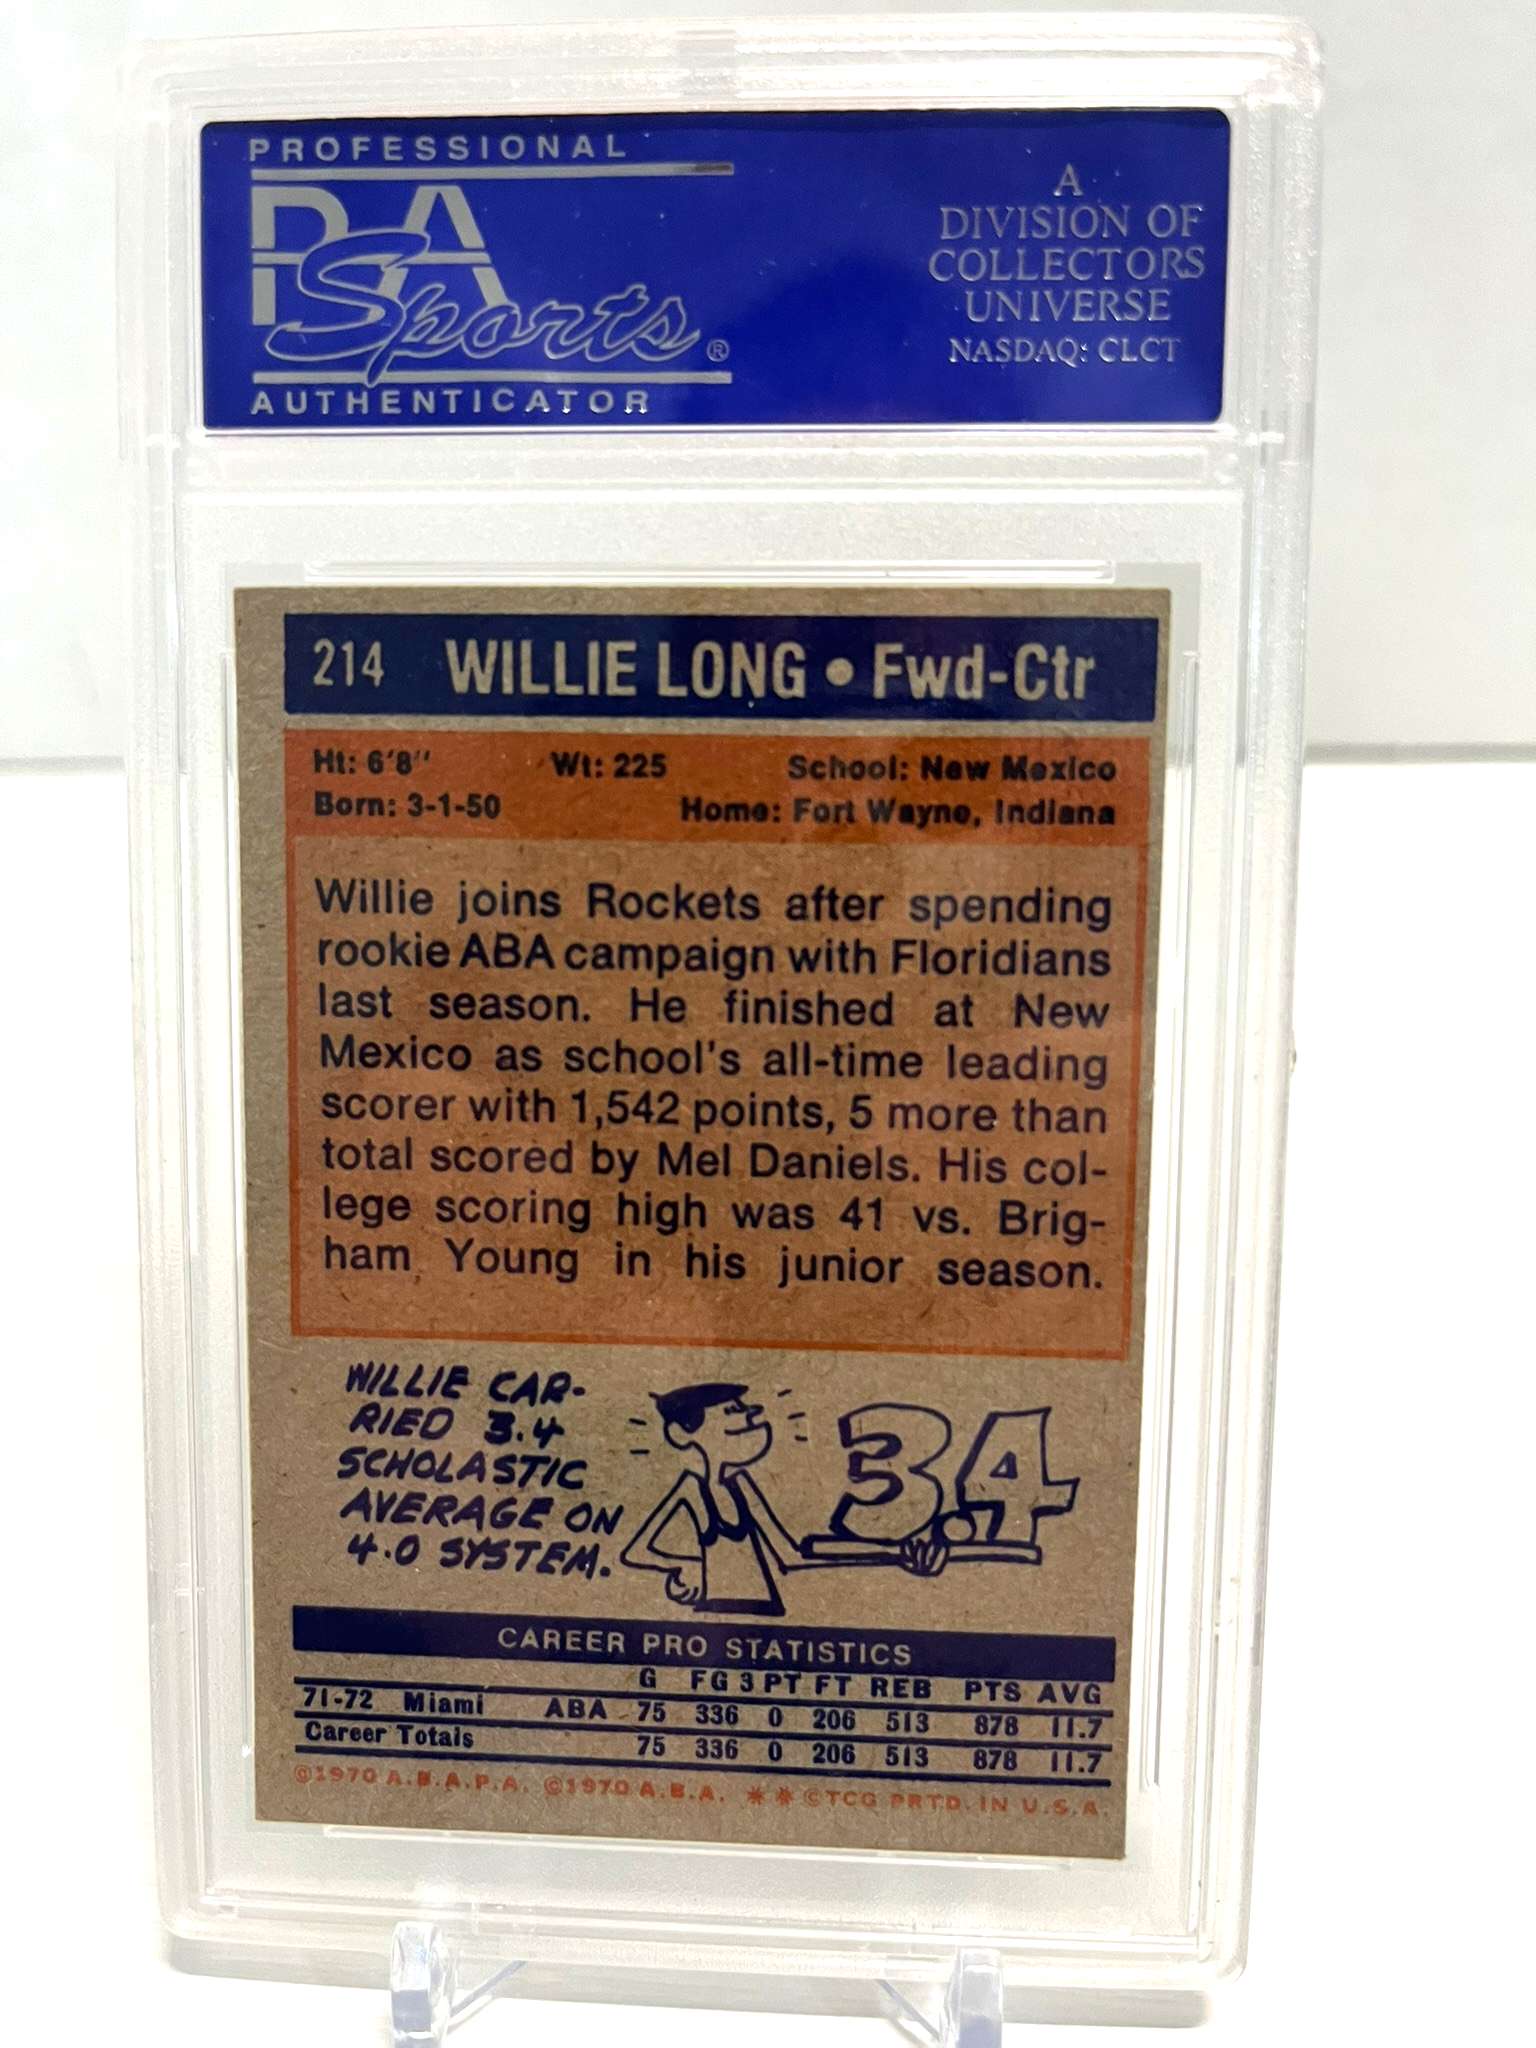 PROFESSIONAL
PSA
Sports®
AUTHENTICATOR
A
DIVISION OF
COLLECTORS
UNIVERSE
NASDAQ: CLCT
214 WILLIE LONG • Fwd-Ctr
Ht: 6'8" Wt: 225 School: New Mexico
Born: 3-1-50 Home: Fort Wayne, Indiana
Willie joins Rockets after spending
rookie ABA campaign with Floridians
last season. He finished at New
Mexico as school's all-time leading
scorer with 1,542 points, 5 more than
total scored by Mel Daniels. His col-
lege scoring high was 41 vs. Brig-
ham Young in his junior season.
WILLIE CAR-
RIED 3.4
SCHOLASTIC
AVERAGE ON
4.0 SYSTEM.
3.4
CAREER PRO STATISTICS
G FG 3 PT FT REB PTS AVG
71-72 Miami ABA 75 336 0 206 513 878 11.7
Career Totals 75 336 0 206 513 878 11.7
©1970 A.B.A.P.A. ©1970 A.B.A. ** ©TCG PRTD. IN U.S.A.